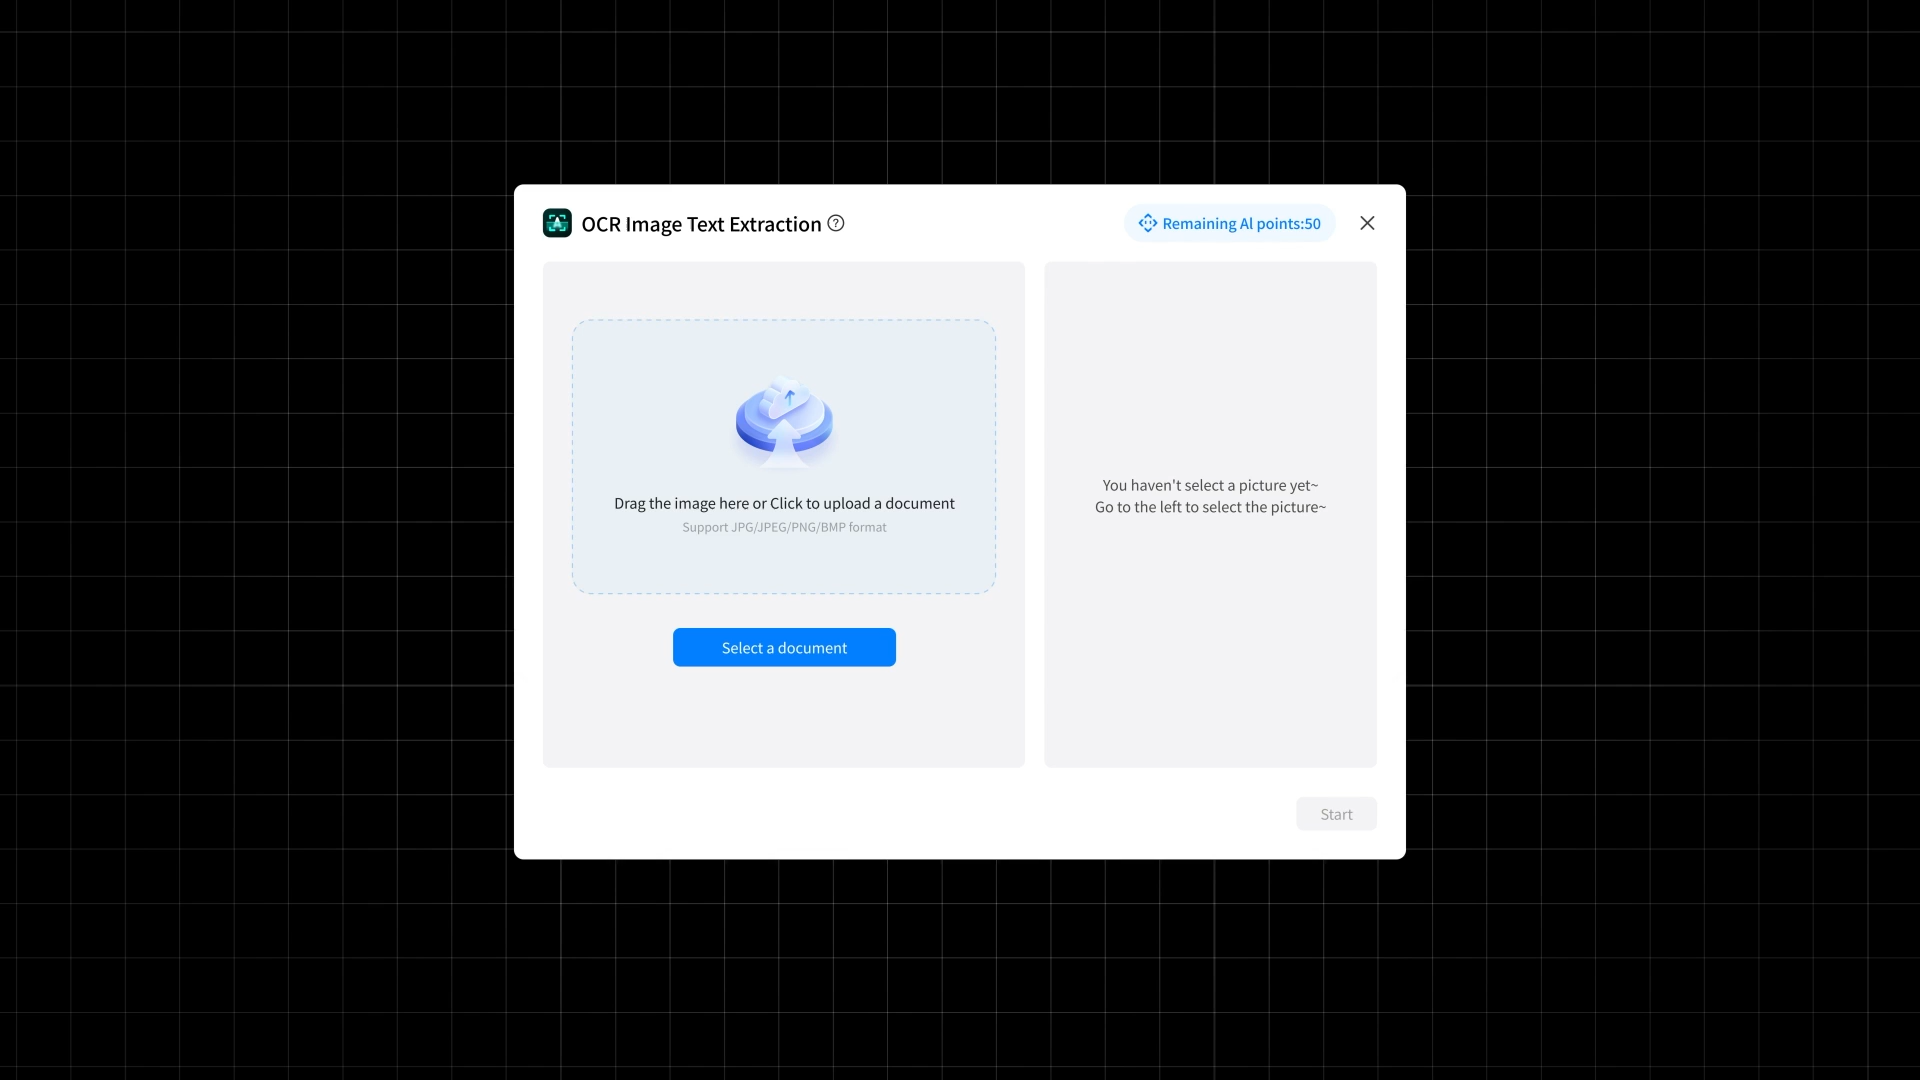 OCR Image Text Extraction
Remaining AI points:50
Drag the image here or Click to upload a document
Support JPG/JPEG/PNG/BMP format
Select a document
You haven't select a picture yet~
Go to the left to select the picture~
Start